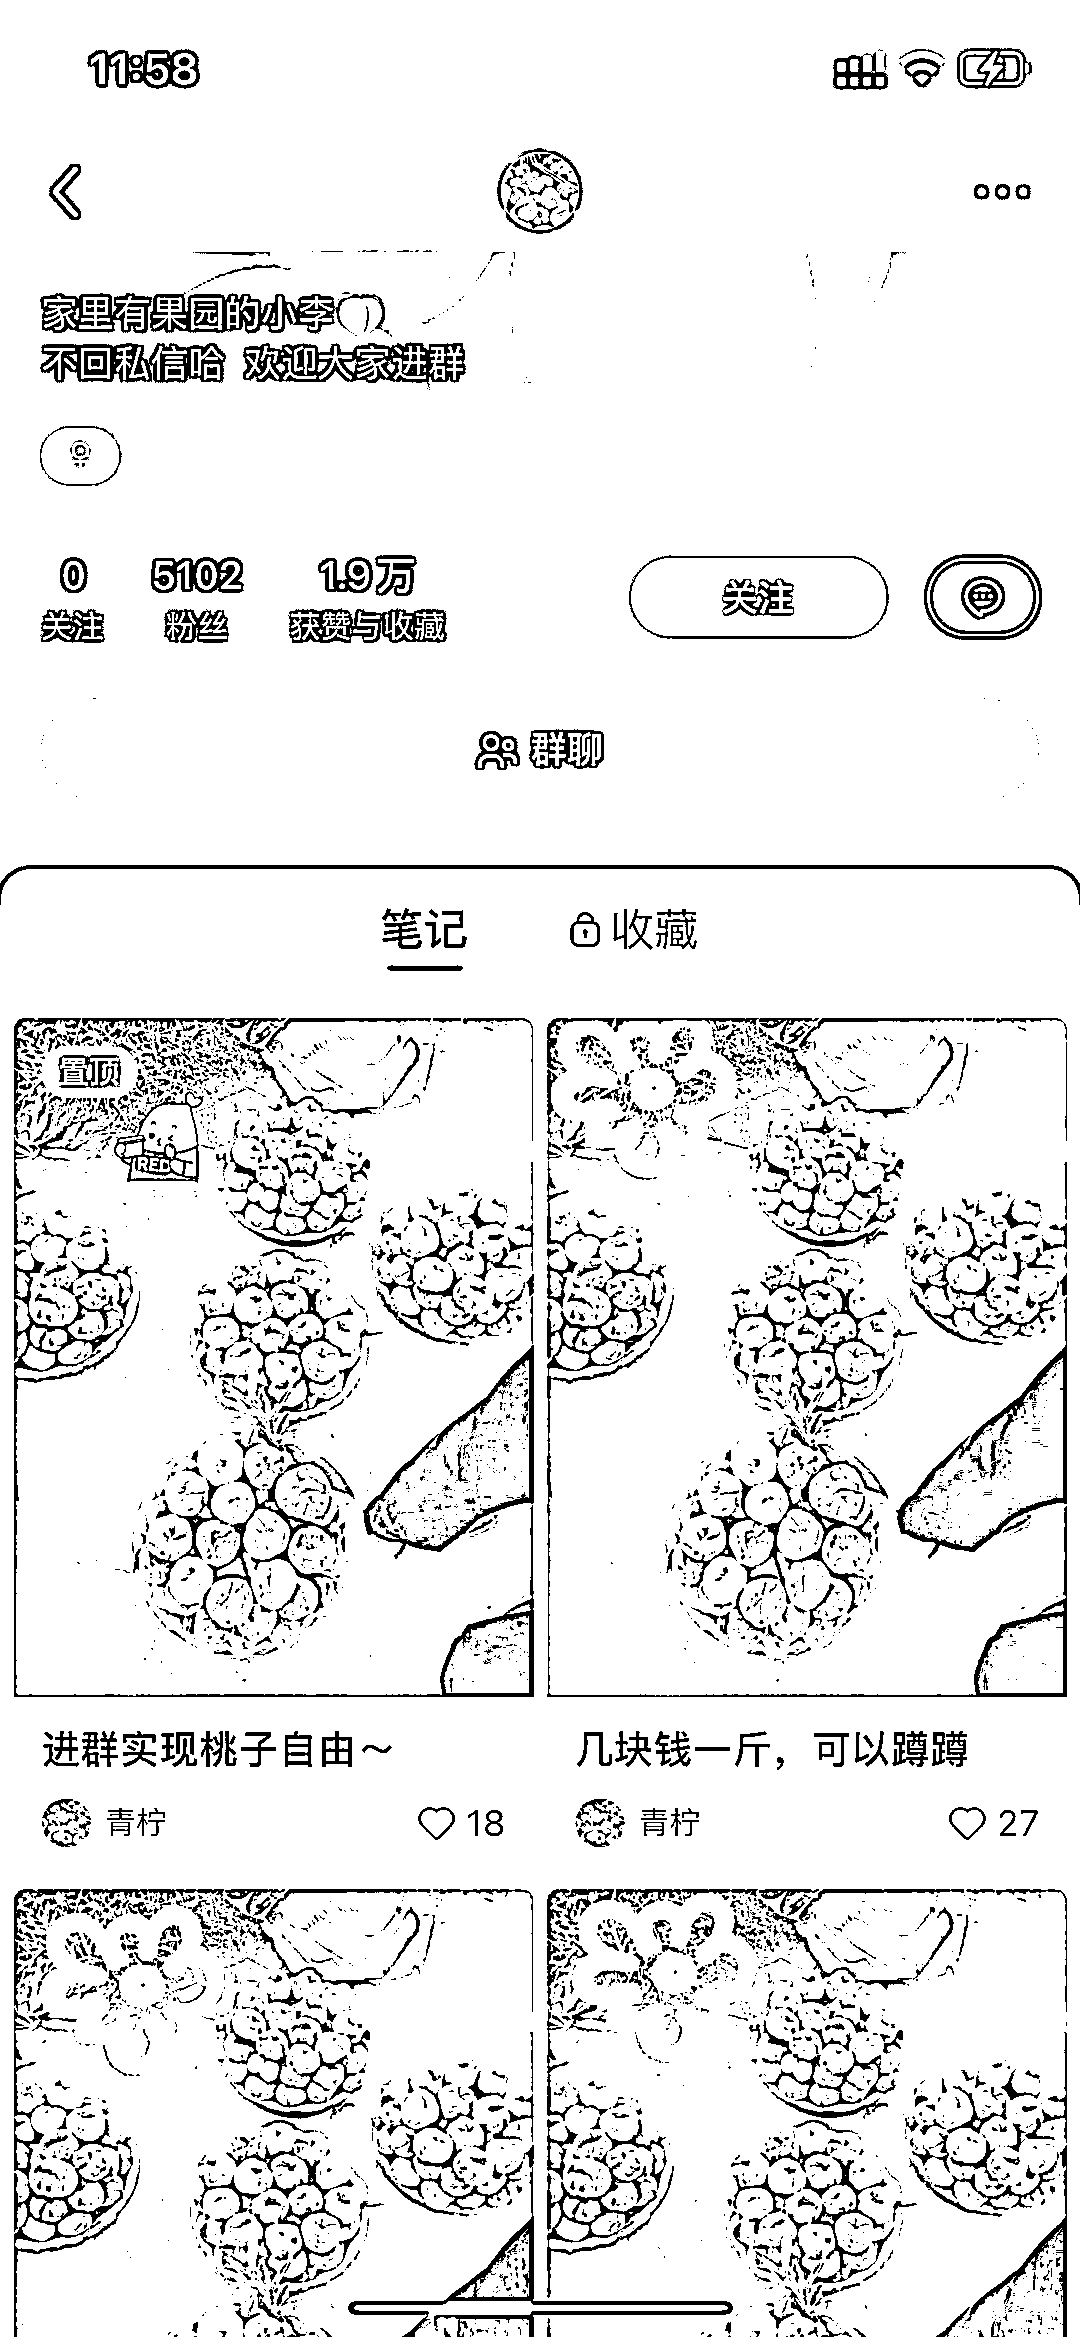 11:58
家里有果园的小李
不回私信哈 欢迎大家进群
0 5102 1.9万
关注 粉丝 获赞与收藏
关注
群聊
笔记 收藏
置顶
RED
进群实现桃子自由～
青柠 18
几块钱一斤，可以蹲蹲
青柠 27